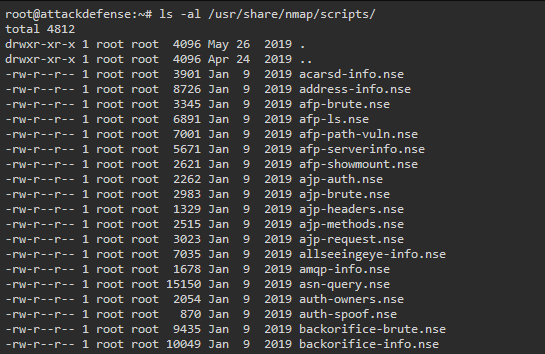 root@attackdefense:~# ls -al /usr/share/nmap/scripts/
total 4812
drwxr-xr-x 1 root root  4096 May 26  2019 .
drwxr-xr-x 1 root root  4096 Apr 24  2019 ..
-rw-r--r-- 1 root root  3901 Jan  9  2019 acarsd-info.nse
-rw-r--r-- 1 root root  8726 Jan  9  2019 address-info.nse
-rw-r--r-- 1 root root  3345 Jan  9  2019 afp-brute.nse
-rw-r--r-- 1 root root  6891 Jan  9  2019 afp-ls.nse
-rw-r--r-- 1 root root  7001 Jan  9  2019 afp-path-vuln.nse
-rw-r--r-- 1 root root  5671 Jan  9  2019 afp-serverinfo.nse
-rw-r--r-- 1 root root  2621 Jan  9  2019 afp-showmount.nse
-rw-r--r-- 1 root root  2262 Jan  9  2019 ajp-auth.nse
-rw-r--r-- 1 root root  2983 Jan  9  2019 ajp-brute.nse
-rw-r--r-- 1 root root  1329 Jan  9  2019 ajp-headers.nse
-rw-r--r-- 1 root root  2515 Jan  9  2019 ajp-methods.nse
-rw-r--r-- 1 root root  3023 Jan  9  2019 ajp-request.nse
-rw-r--r-- 1 root root  7035 Jan  9  2019 allseeingeye-info.nse
-rw-r--r-- 1 root root  1678 Jan  9  2019 amqp-info.nse
-rw-r--r-- 1 root root 15150 Jan  9  2019 asn-query.nse
-rw-r--r-- 1 root root  2054 Jan  9  2019 auth-owners.nse
-rw-r--r-- 1 root root   870 Jan  9  2019 auth-spoof.nse
-rw-r--r-- 1 root root  9435 Jan  9  2019 backorifice-brute.nse
-rw-r--r-- 1 root root 10049 Jan  9  2019 backorifice-info.nse